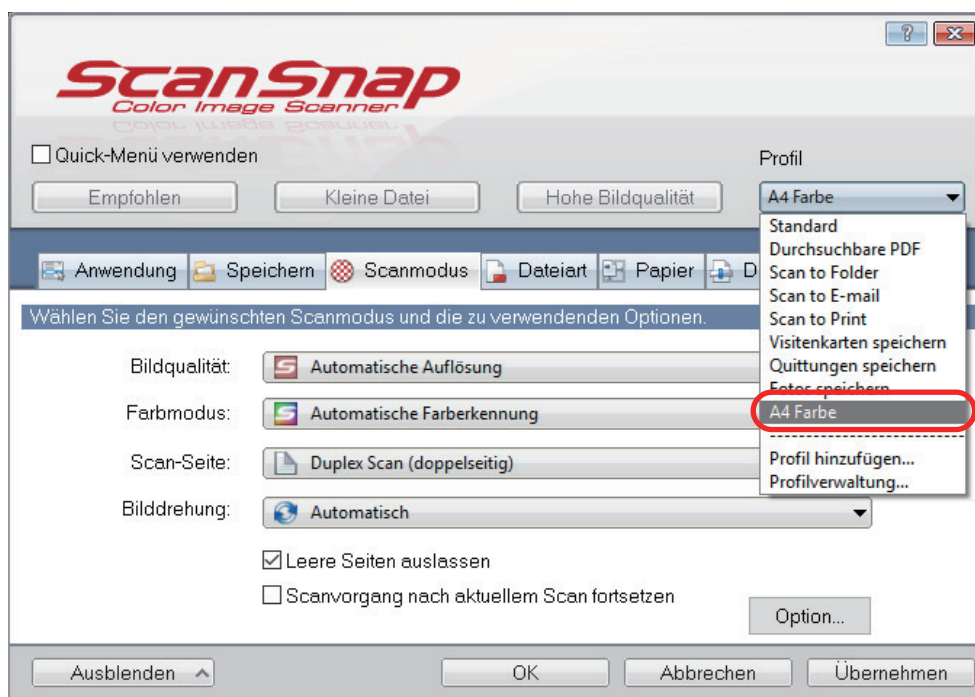 ScanSnap
Color Image Scanner
Quick-Menü verwenden
Profil
Empfohlen
Kleine Datei
Hohe Bildqualität
A4 Farbe
Standard
Durchsuchbare PDF
Scan to Folder
Scan to E-mail
Scan to Print
Visitenkarten speichern
Quittungen speichern
Fotos speichern
A4 Farbe
Profil hinzufügen...
Profilverwaltung...
Anwendung
Speichern
Scanmodus
Dateiart
Papier
D
Wählen Sie den gewünschten Scanmodus und die zu verwendenden Optionen.
Bildqualität:
Automatische Auflösung
Farbmodus:
Automatische Farberkennung
Scan-Seite:
Duplex Scan (doppelseitig)
Bilddrehung:
Automatisch
Leere Seiten auslassen
Scanvorgang nach aktuellem Scan fortsetzen
Option...
Ausblenden
OK
Abbrechen
Übernehmen